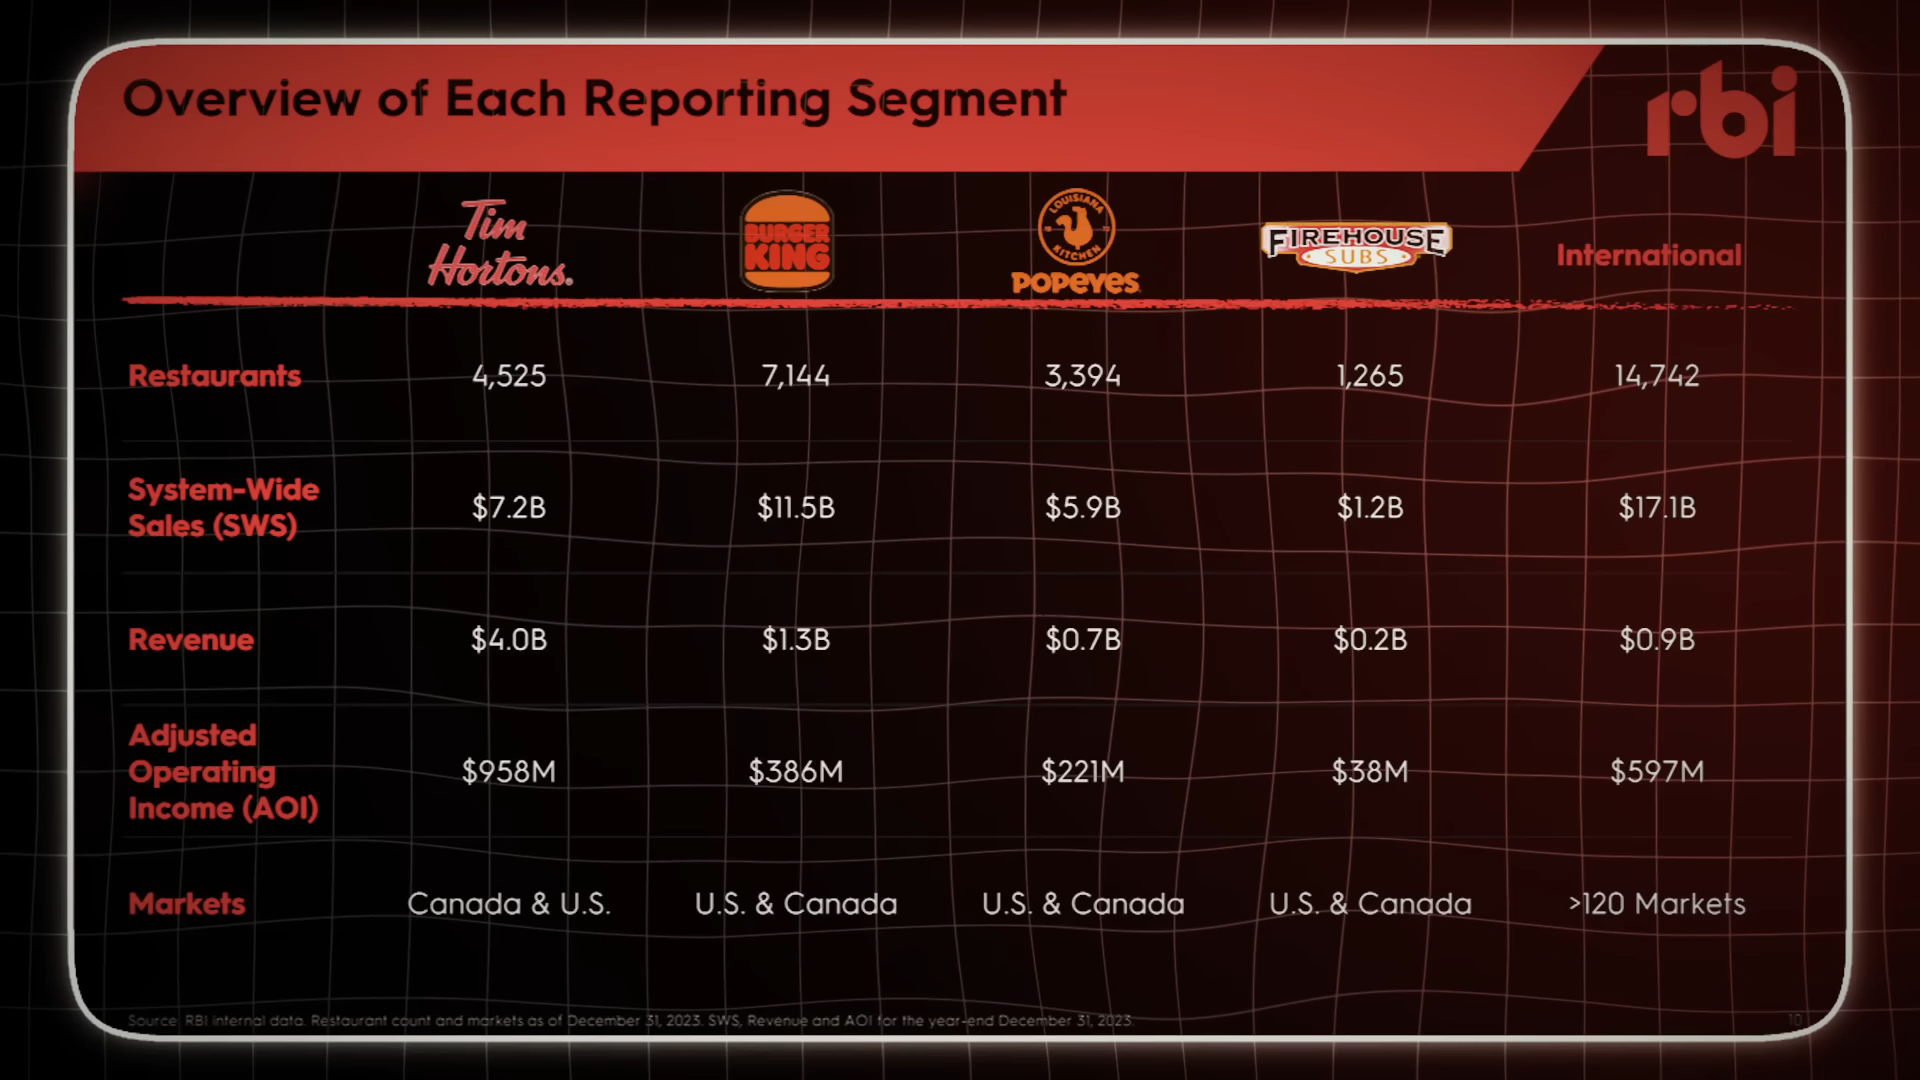 Overview of Each Reporting Segment
rbi
Tim
Hortons.
BURGER
KING
LOUISIANA
KITCHEN
POPEYES
FIREHOUSE
SUBS
International
Restaurants 4,525 7,144 3,394 1,265 14,742
System-Wide
Sales (SWS) $7.2B $11.5B $5.9B $1.2B $17.1B
Revenue $4.0B $1.3B $0.7B $0.2B $0.9B
Adjusted
Operating
Income (AOI) $958M $386M $221M $38M $597M
Markets Canada & U.S. U.S. & Canada U.S. & Canada U.S. & Canada >120 Markets
Source: RBI internal data. Restaurant count and markets as of December 31, 2023. SWS, Revenue and AOI for the year-end December 31, 2023.
10